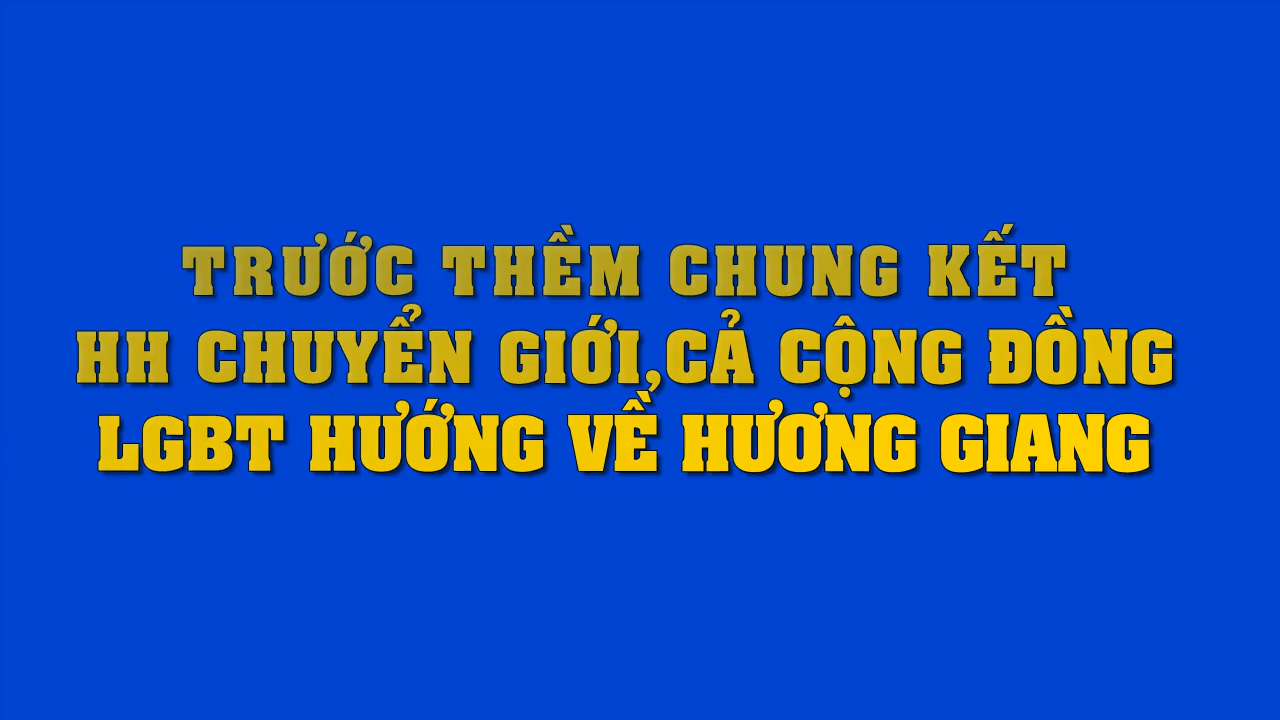 TRƯỚC THỀM CHUNG KẾT
HH CHUYỂN GIỚI,CẢ CỘNG ĐỒNG
LGBT HƯỚNG VỀ HƯƠNG GIANG